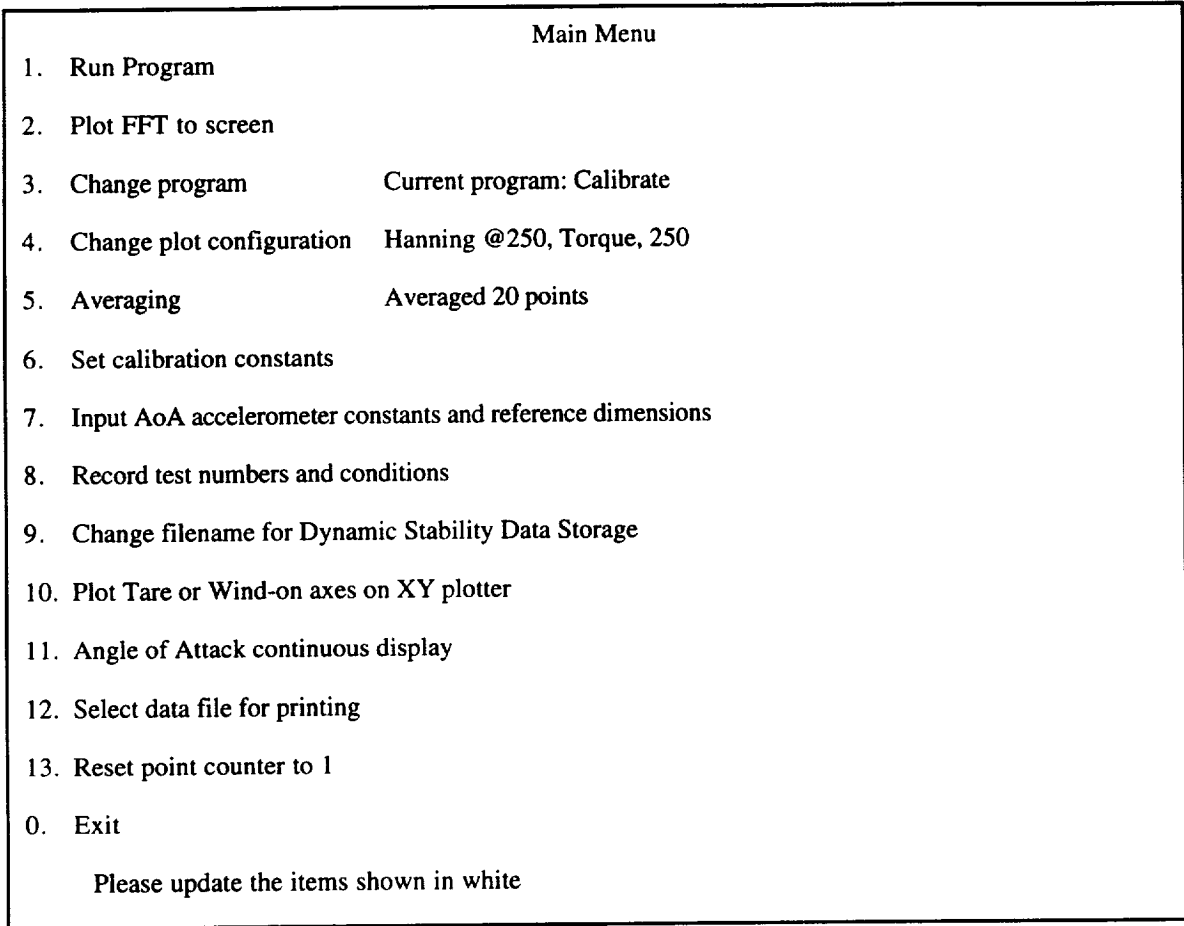 Main Menu
1. Run Program
2. Plot FFT to screen
3. Change program Current program: Calibrate
4. Change plot configuration Hanning @250, Torque, 250
5. Averaging Averaged 20 points
6. Set calibration constants
7. Input AoA accelerometer constants and reference dimensions
8. Record test numbers and conditions
9. Change filename for Dynamic Stability Data Storage
10. Plot Tare or Wind-on axes on XY plotter
11. Angle of Attack continuous display
12. Select data file for printing
13. Reset point counter to 1
0. Exit
Please update the items shown in white